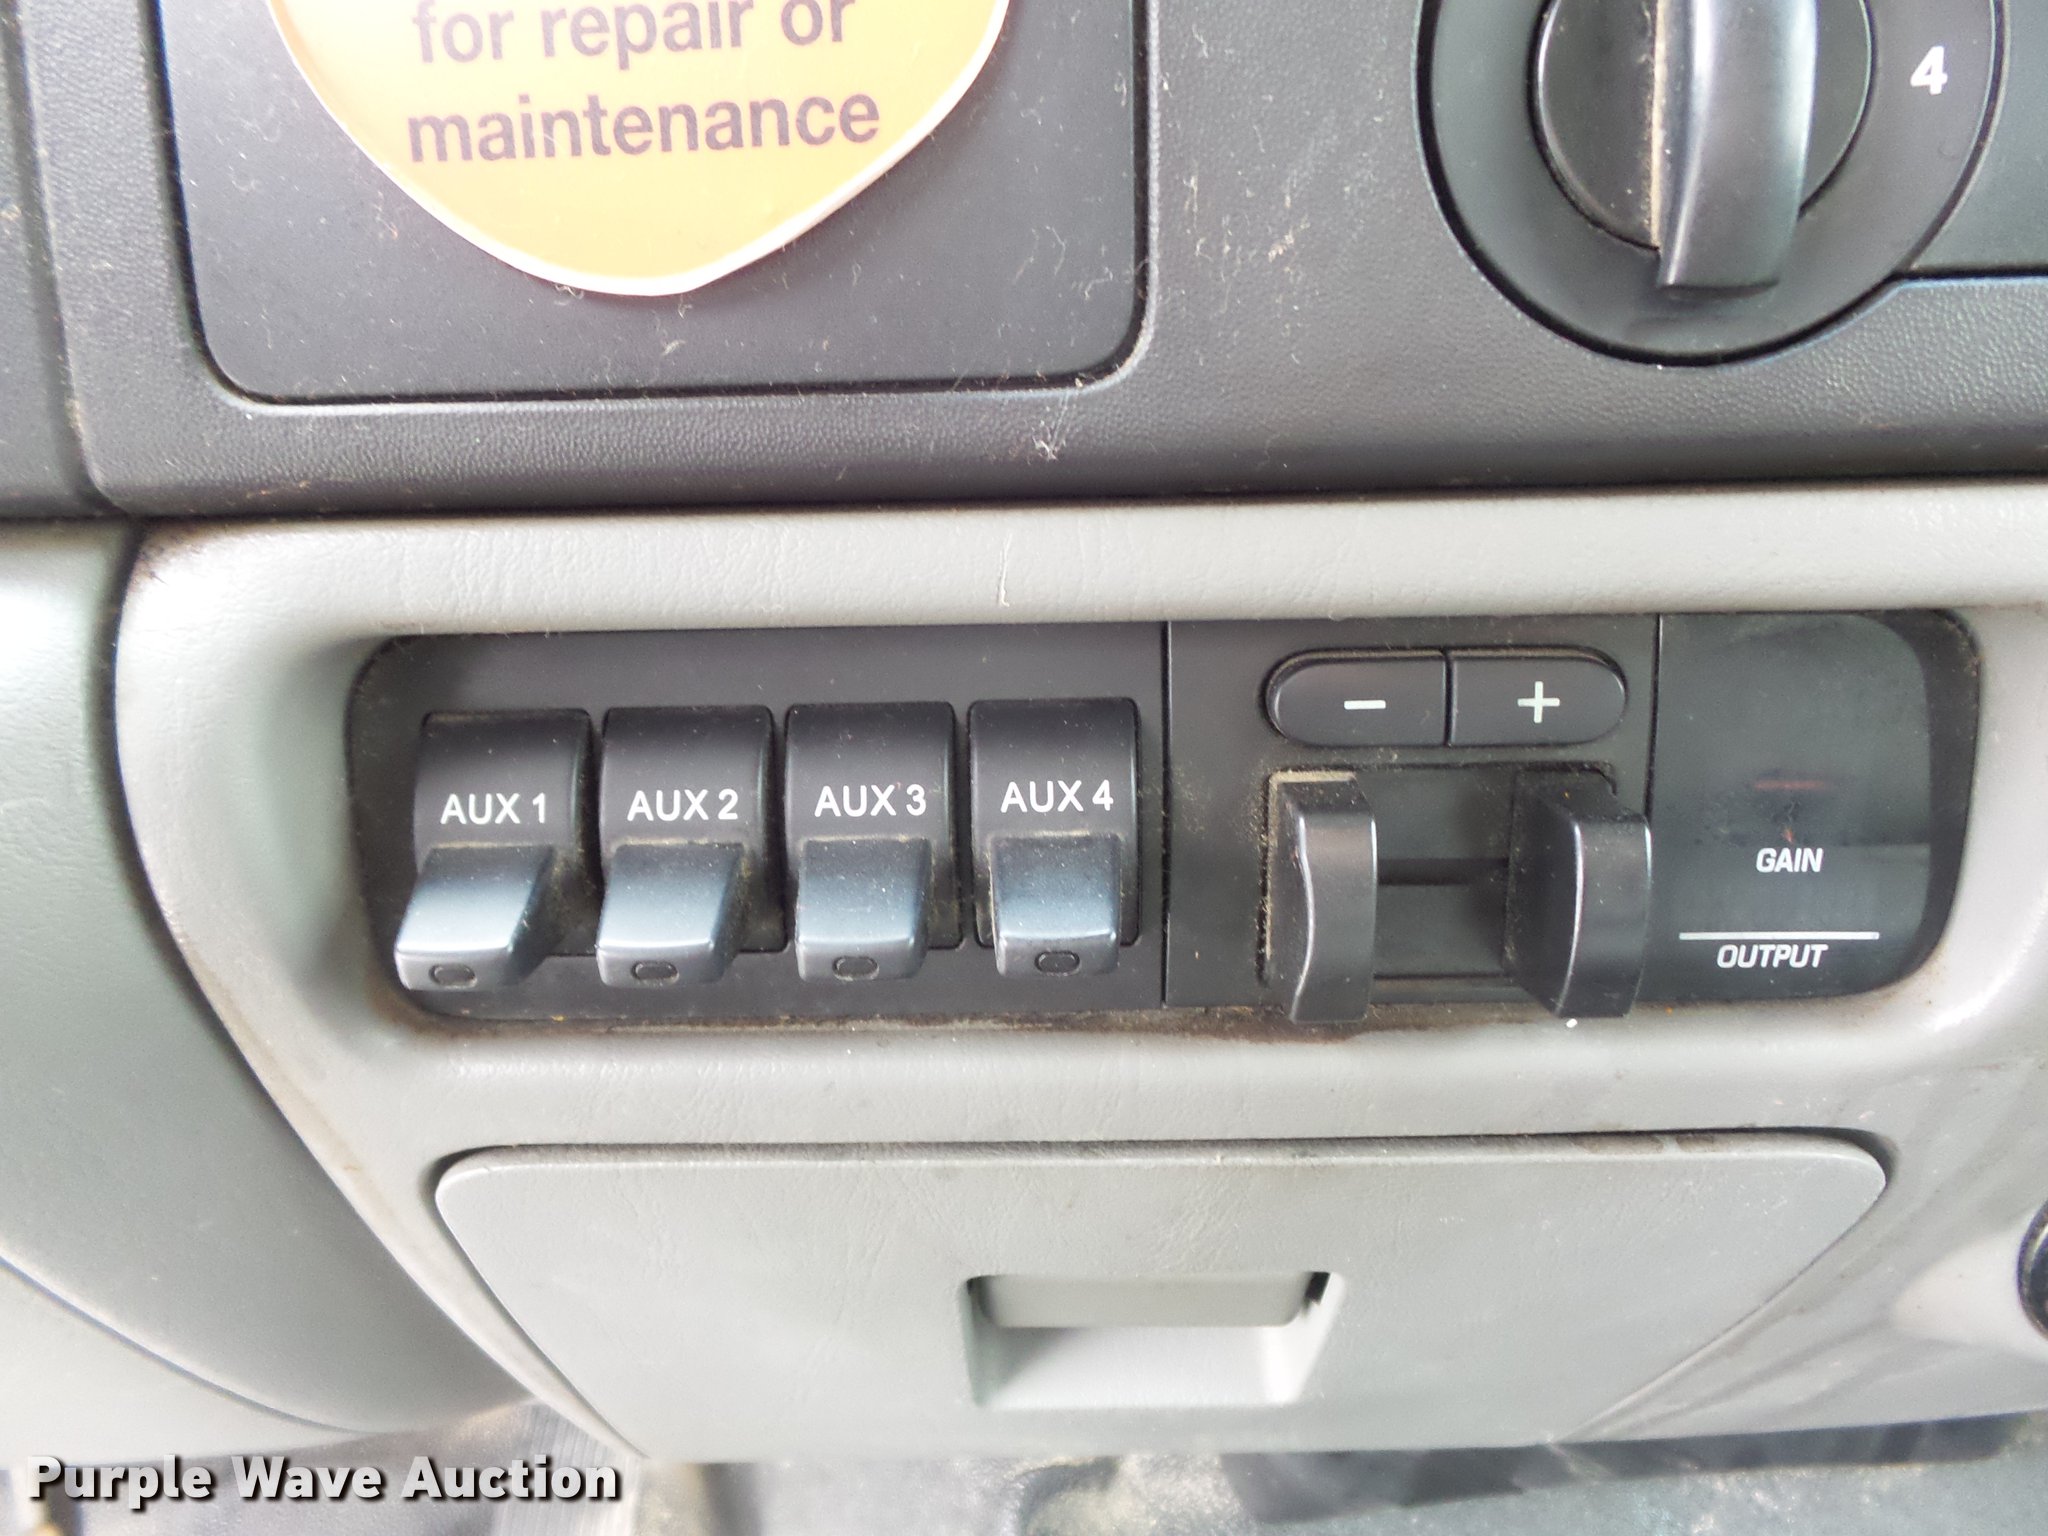 for repair or
maintenance
4
AUX 1
AUX 2
AUX 3
AUX 4
− +
GAIN
OUTPUT
Purple Wave Auction